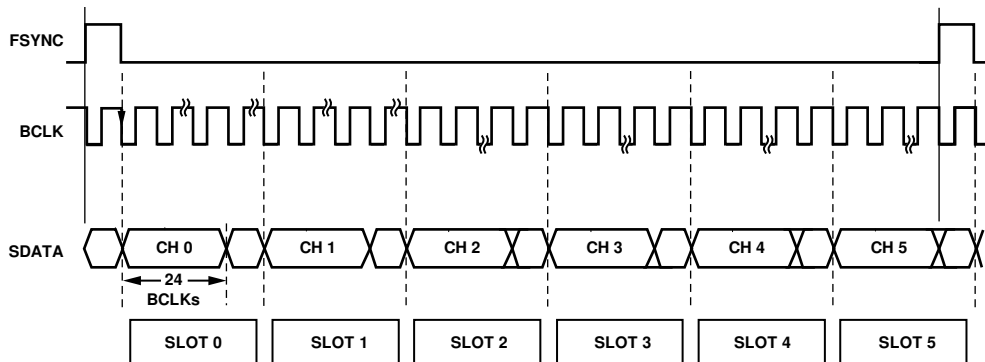 FSYNC
BCLK
SDATA
CH 0
CH 1
CH 2
CH 3
CH 4
CH 5
24
BCLKs
SLOT 0
SLOT 1
SLOT 2
SLOT 3
SLOT 4
SLOT 5